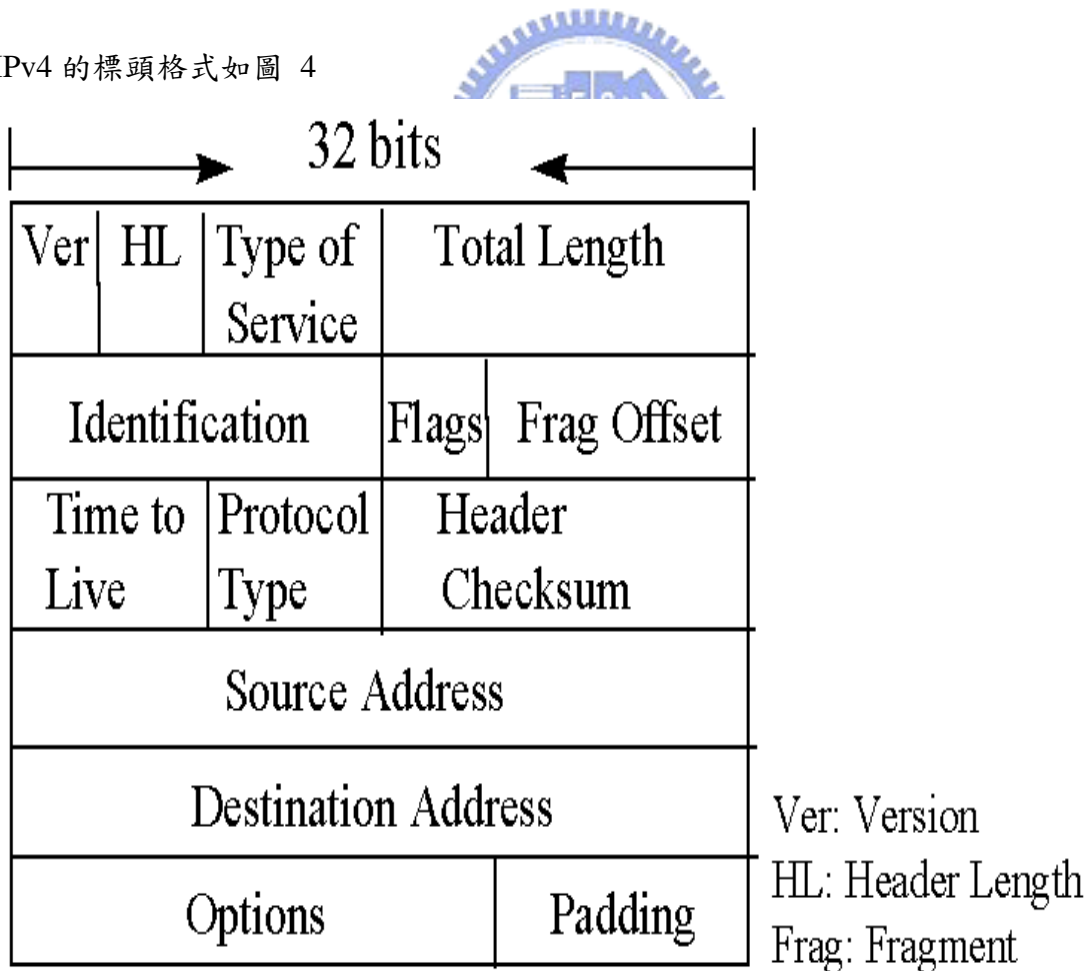 IPv4 的標頭格式如圖 4
32 bits
Ver HL Type of Service Total Length
Identification Flags Frag Offset
Time to Live Protocol Type Header Checksum
Source Address
Destination Address
Options Padding
Ver: Version
HL: Header Length
Frag: Fragment